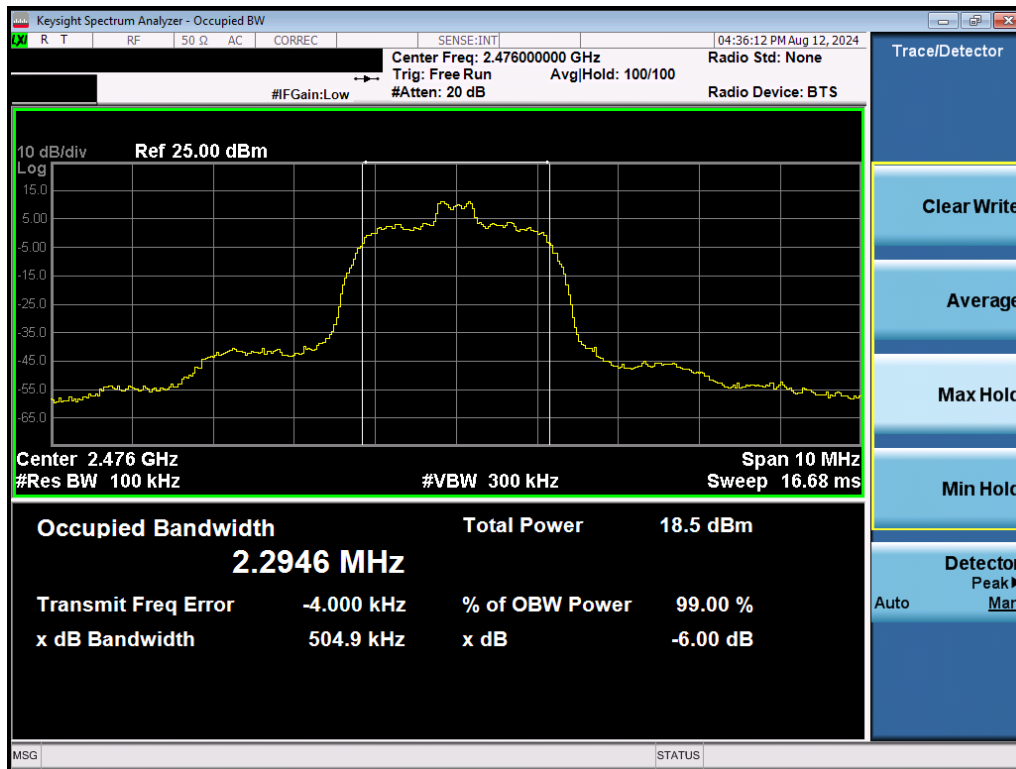 Keysight Spectrum Analyzer - Occupied BW
LXI R T RF 50 Ω AC CORREC SENSE:INT 04:36:12 PM Aug 12, 2024
Center Freq: 2.476000000 GHz Radio Std: None
Trig: Free Run Avg|Hold: 100/100
#IFGain:Low #Atten: 20 dB Radio Device: BTS
Trace/Detector
10 dB/div Ref 25.00 dBm
Log
15.0
5.00
-5.00
-15.0
-25.0
-35.0
-45.0
-55.0
-65.0
Center 2.476 GHz Span 10 MHz
#Res BW 100 kHz #VBW 300 kHz Sweep 16.68 ms
Occupied Bandwidth Total Power 18.5 dBm
2.2946 MHz
Transmit Freq Error -4.000 kHz % of OBW Power 99.00 %
x dB Bandwidth 504.9 kHz x dB -6.00 dB
Clear Write
Average
Max Hold
Min Hold
Detector
Peak
Auto Man
MSG STATUS